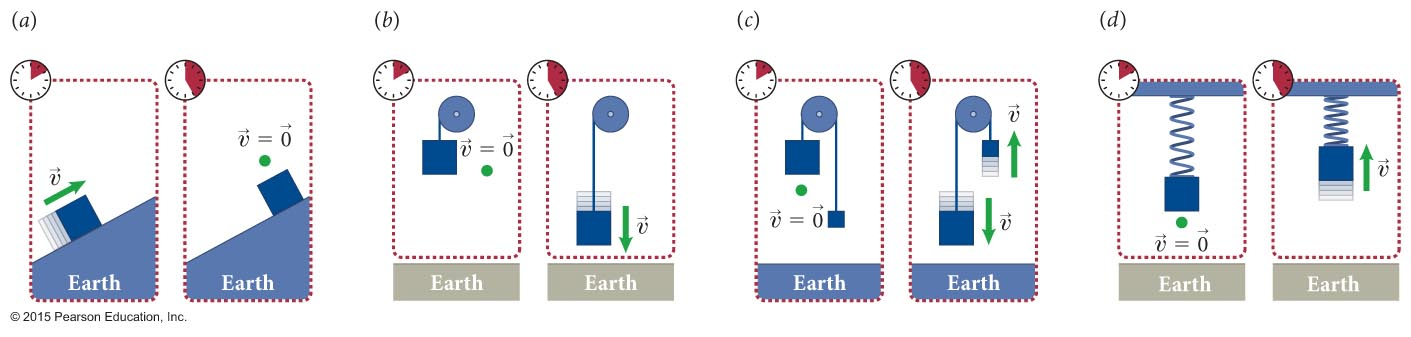 (a)
(b)
(c)
(d)
v⃗
v⃗ = 0⃗
Earth
Earth
v⃗ = 0⃗
v⃗
Earth
Earth
v⃗ = 0⃗
v⃗
v⃗
Earth
Earth
v⃗ = 0⃗
v⃗
Earth
Earth
© 2015 Pearson Education, Inc.